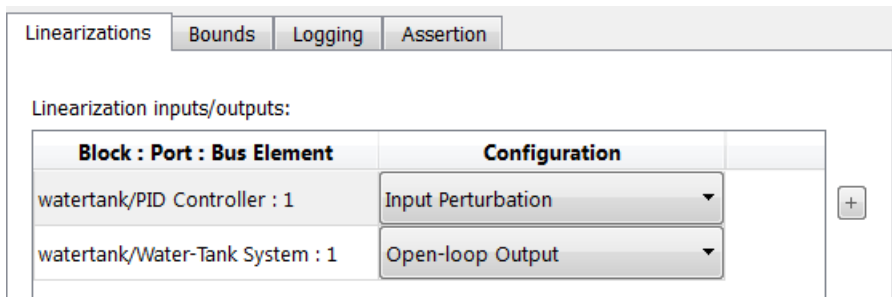 Linearizations Bounds Logging Assertion
Linearization inputs/outputs:
Block : Port : Bus Element Configuration
watertank/PID Controller : 1 Input Perturbation +
watertank/Water-Tank System : 1 Open-loop Output